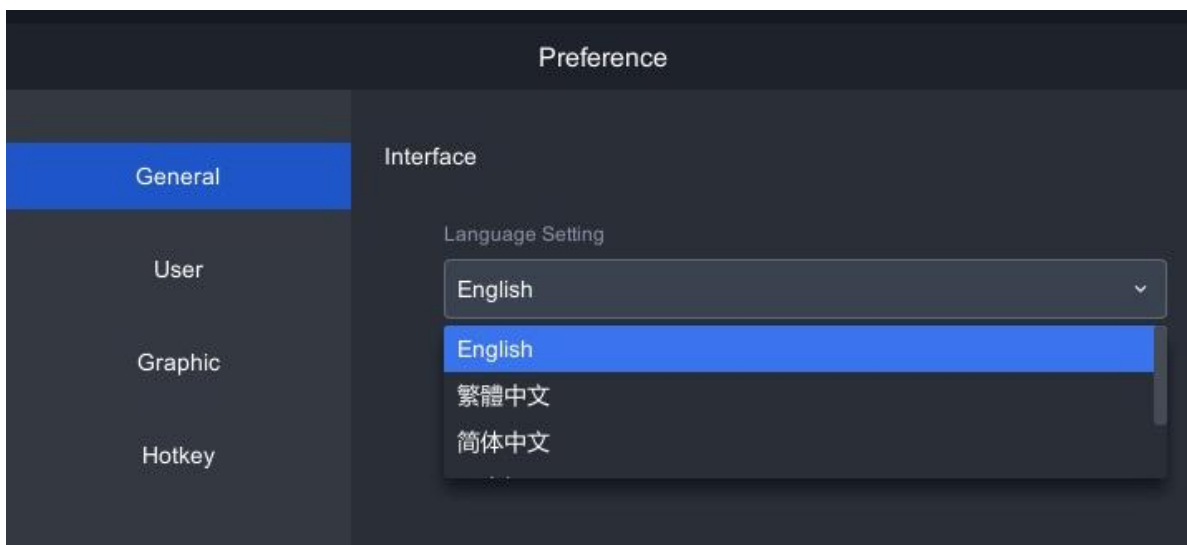 Preference
General
User
Graphic
Hotkey
Interface
Language Setting
English
English
繁體中文
简体中文